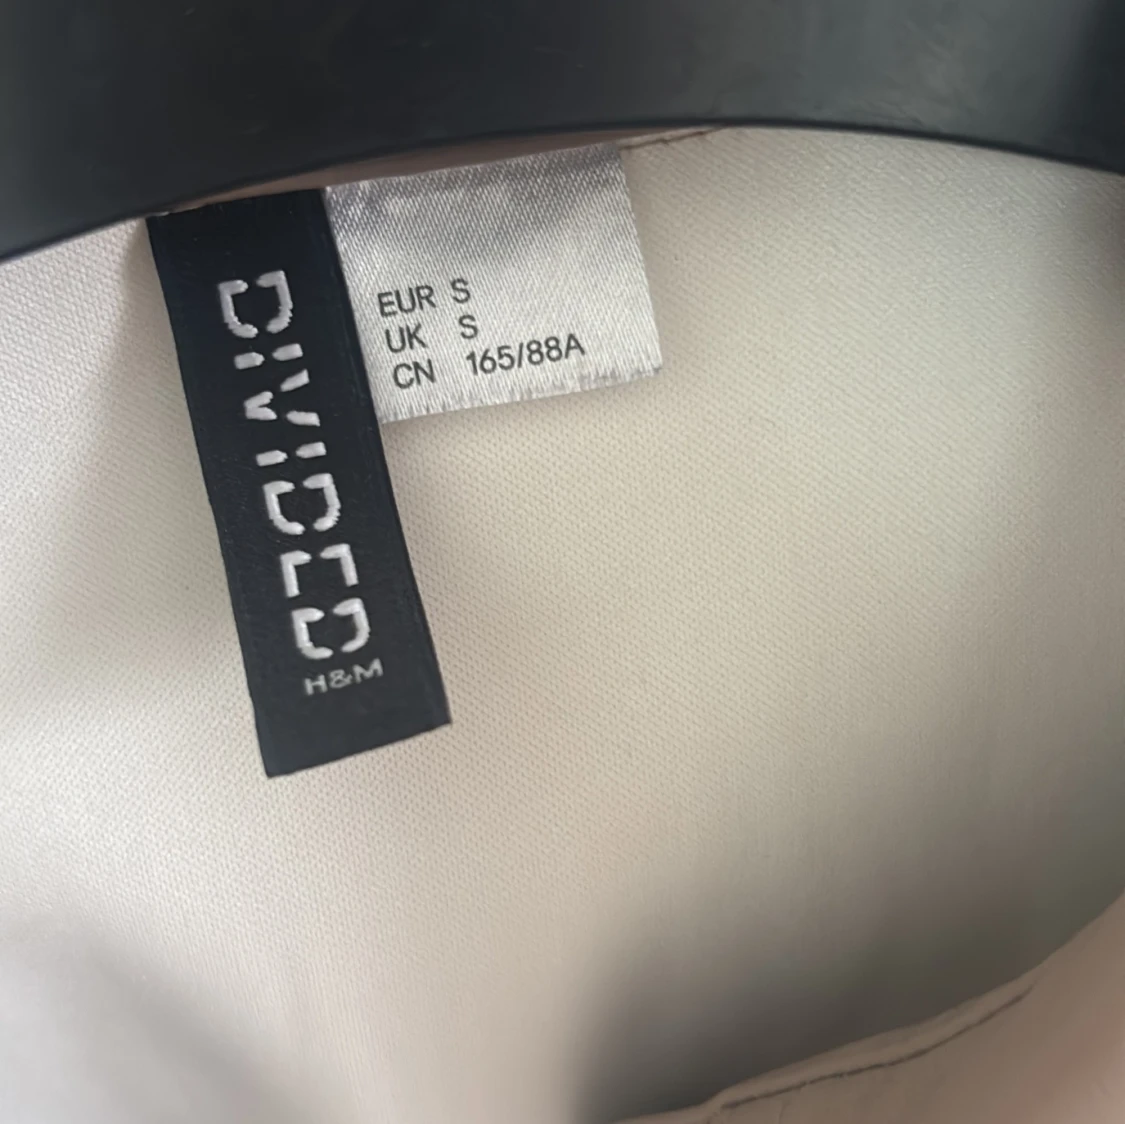 DIVIDED
H&M
EUR S
UK S
CN 165/88A